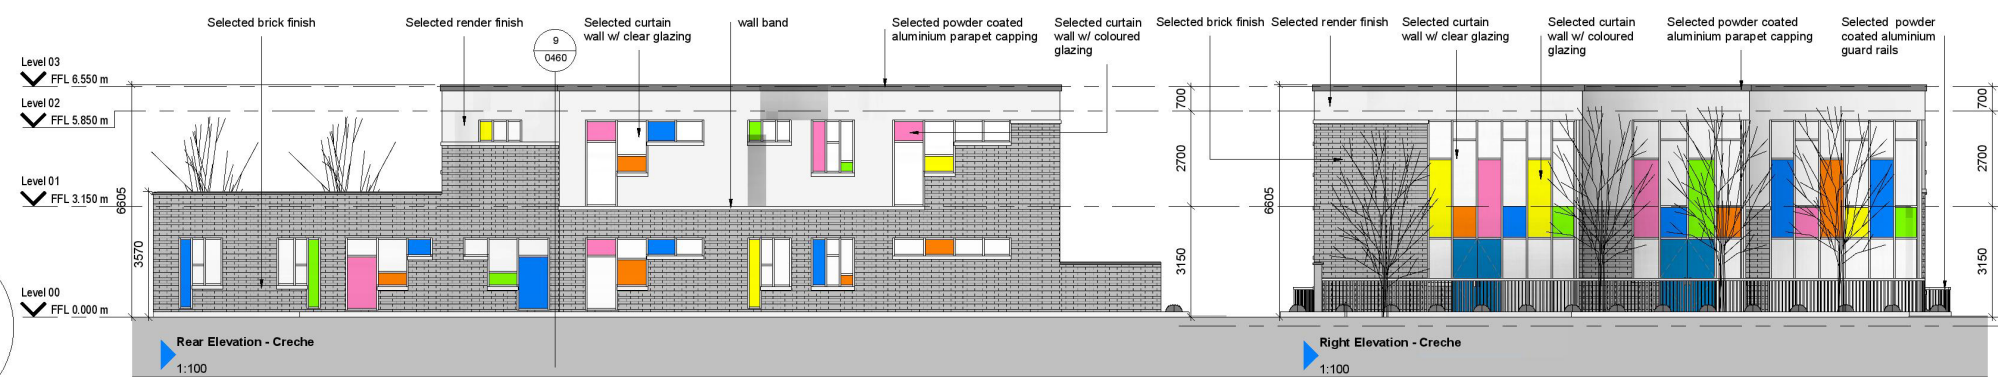 Selected brick finish
Selected render finish
Selected curtain
wall w/ clear glazing
wall band
Selected powder coated
aluminium parapet capping
Selected curtain
wall w/ coloured
glazing
Selected brick finish
Selected render finish
Selected curtain
wall w/ clear glazing
Selected curtain
wall w/ coloured
glazing
Selected powder coated
aluminium parapet capping
Selected powder
coated aluminium
guard rails
9
0460
Level 03
FFL 6.550 m
Level 02
FFL 5.850 m
Level 01
FFL 3.150 m
Level 00
FFL 0.000 m
6605
3570
700
2700
3150
6605
700
2700
3150
Rear Elevation - Creche
1:100
Right Elevation - Creche
1:100